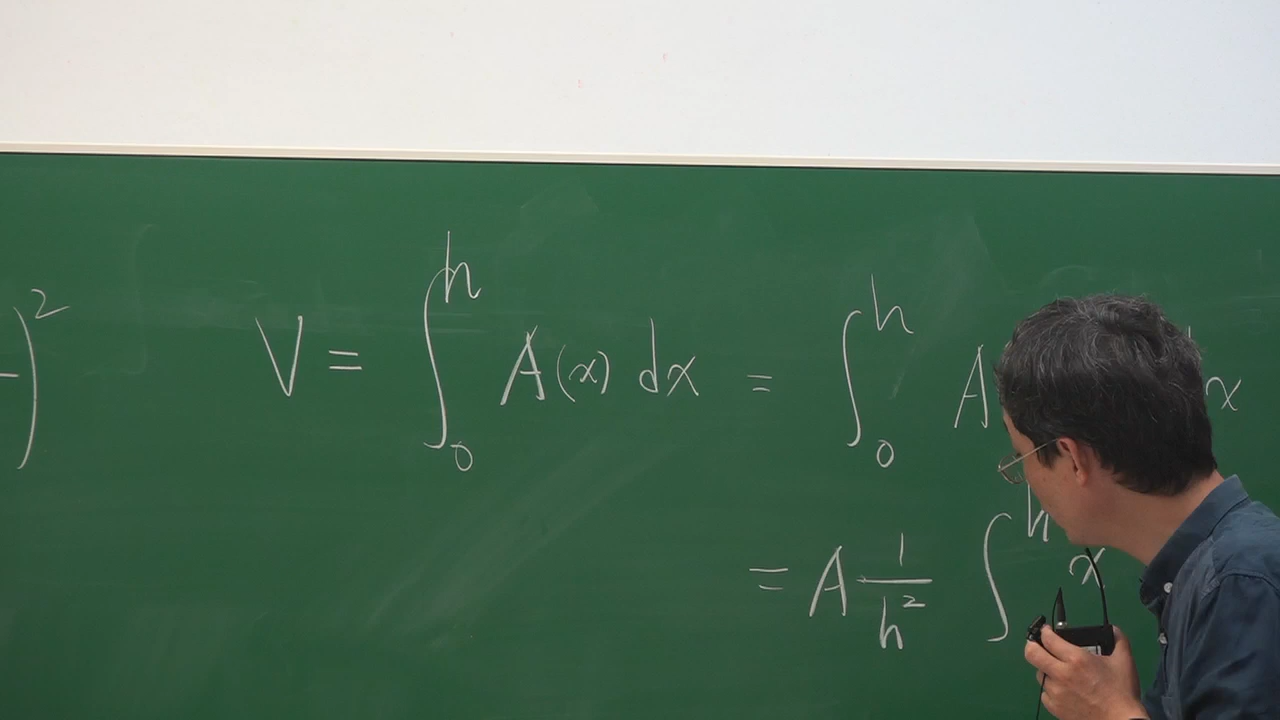 )² V = ∫₀ʰ A(x) dx = ∫₀ʰ A x
= A 1/h² ∫ʰ x